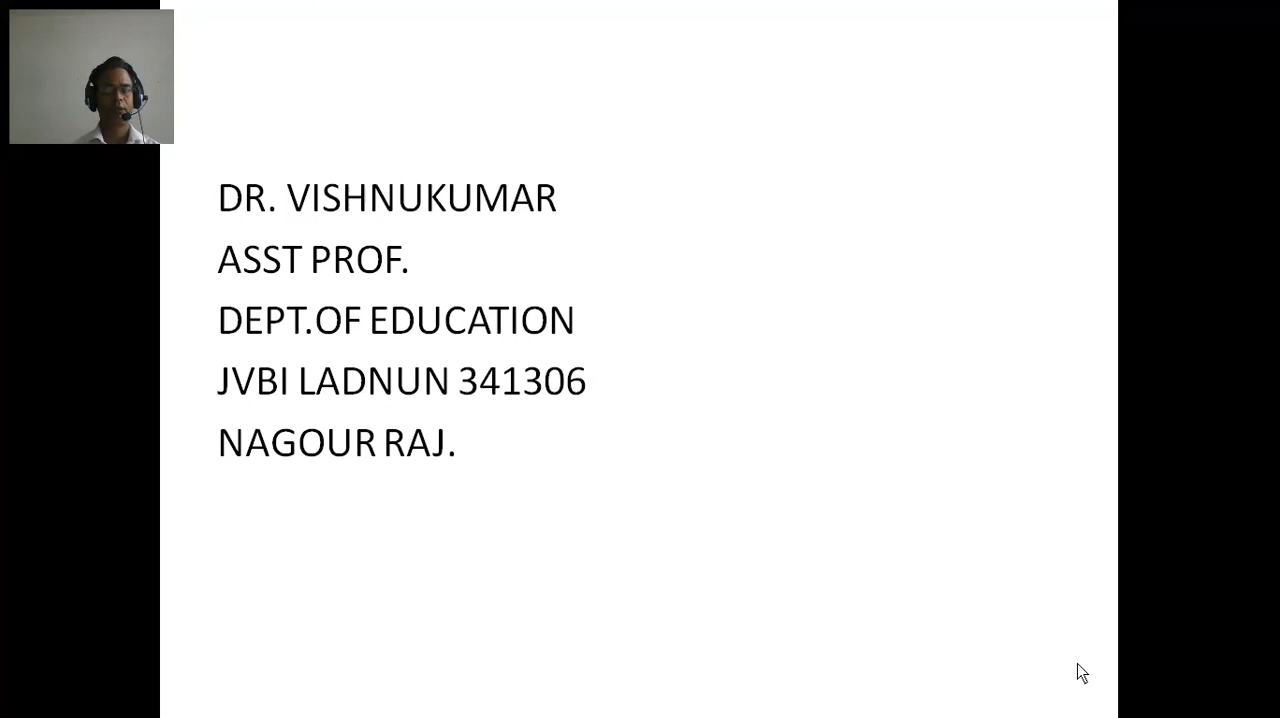 DR. VISHNUKUMAR
ASST PROF.
DEPT.OF EDUCATION
JVBI LADNUN 341306
NAGOUR RAJ.